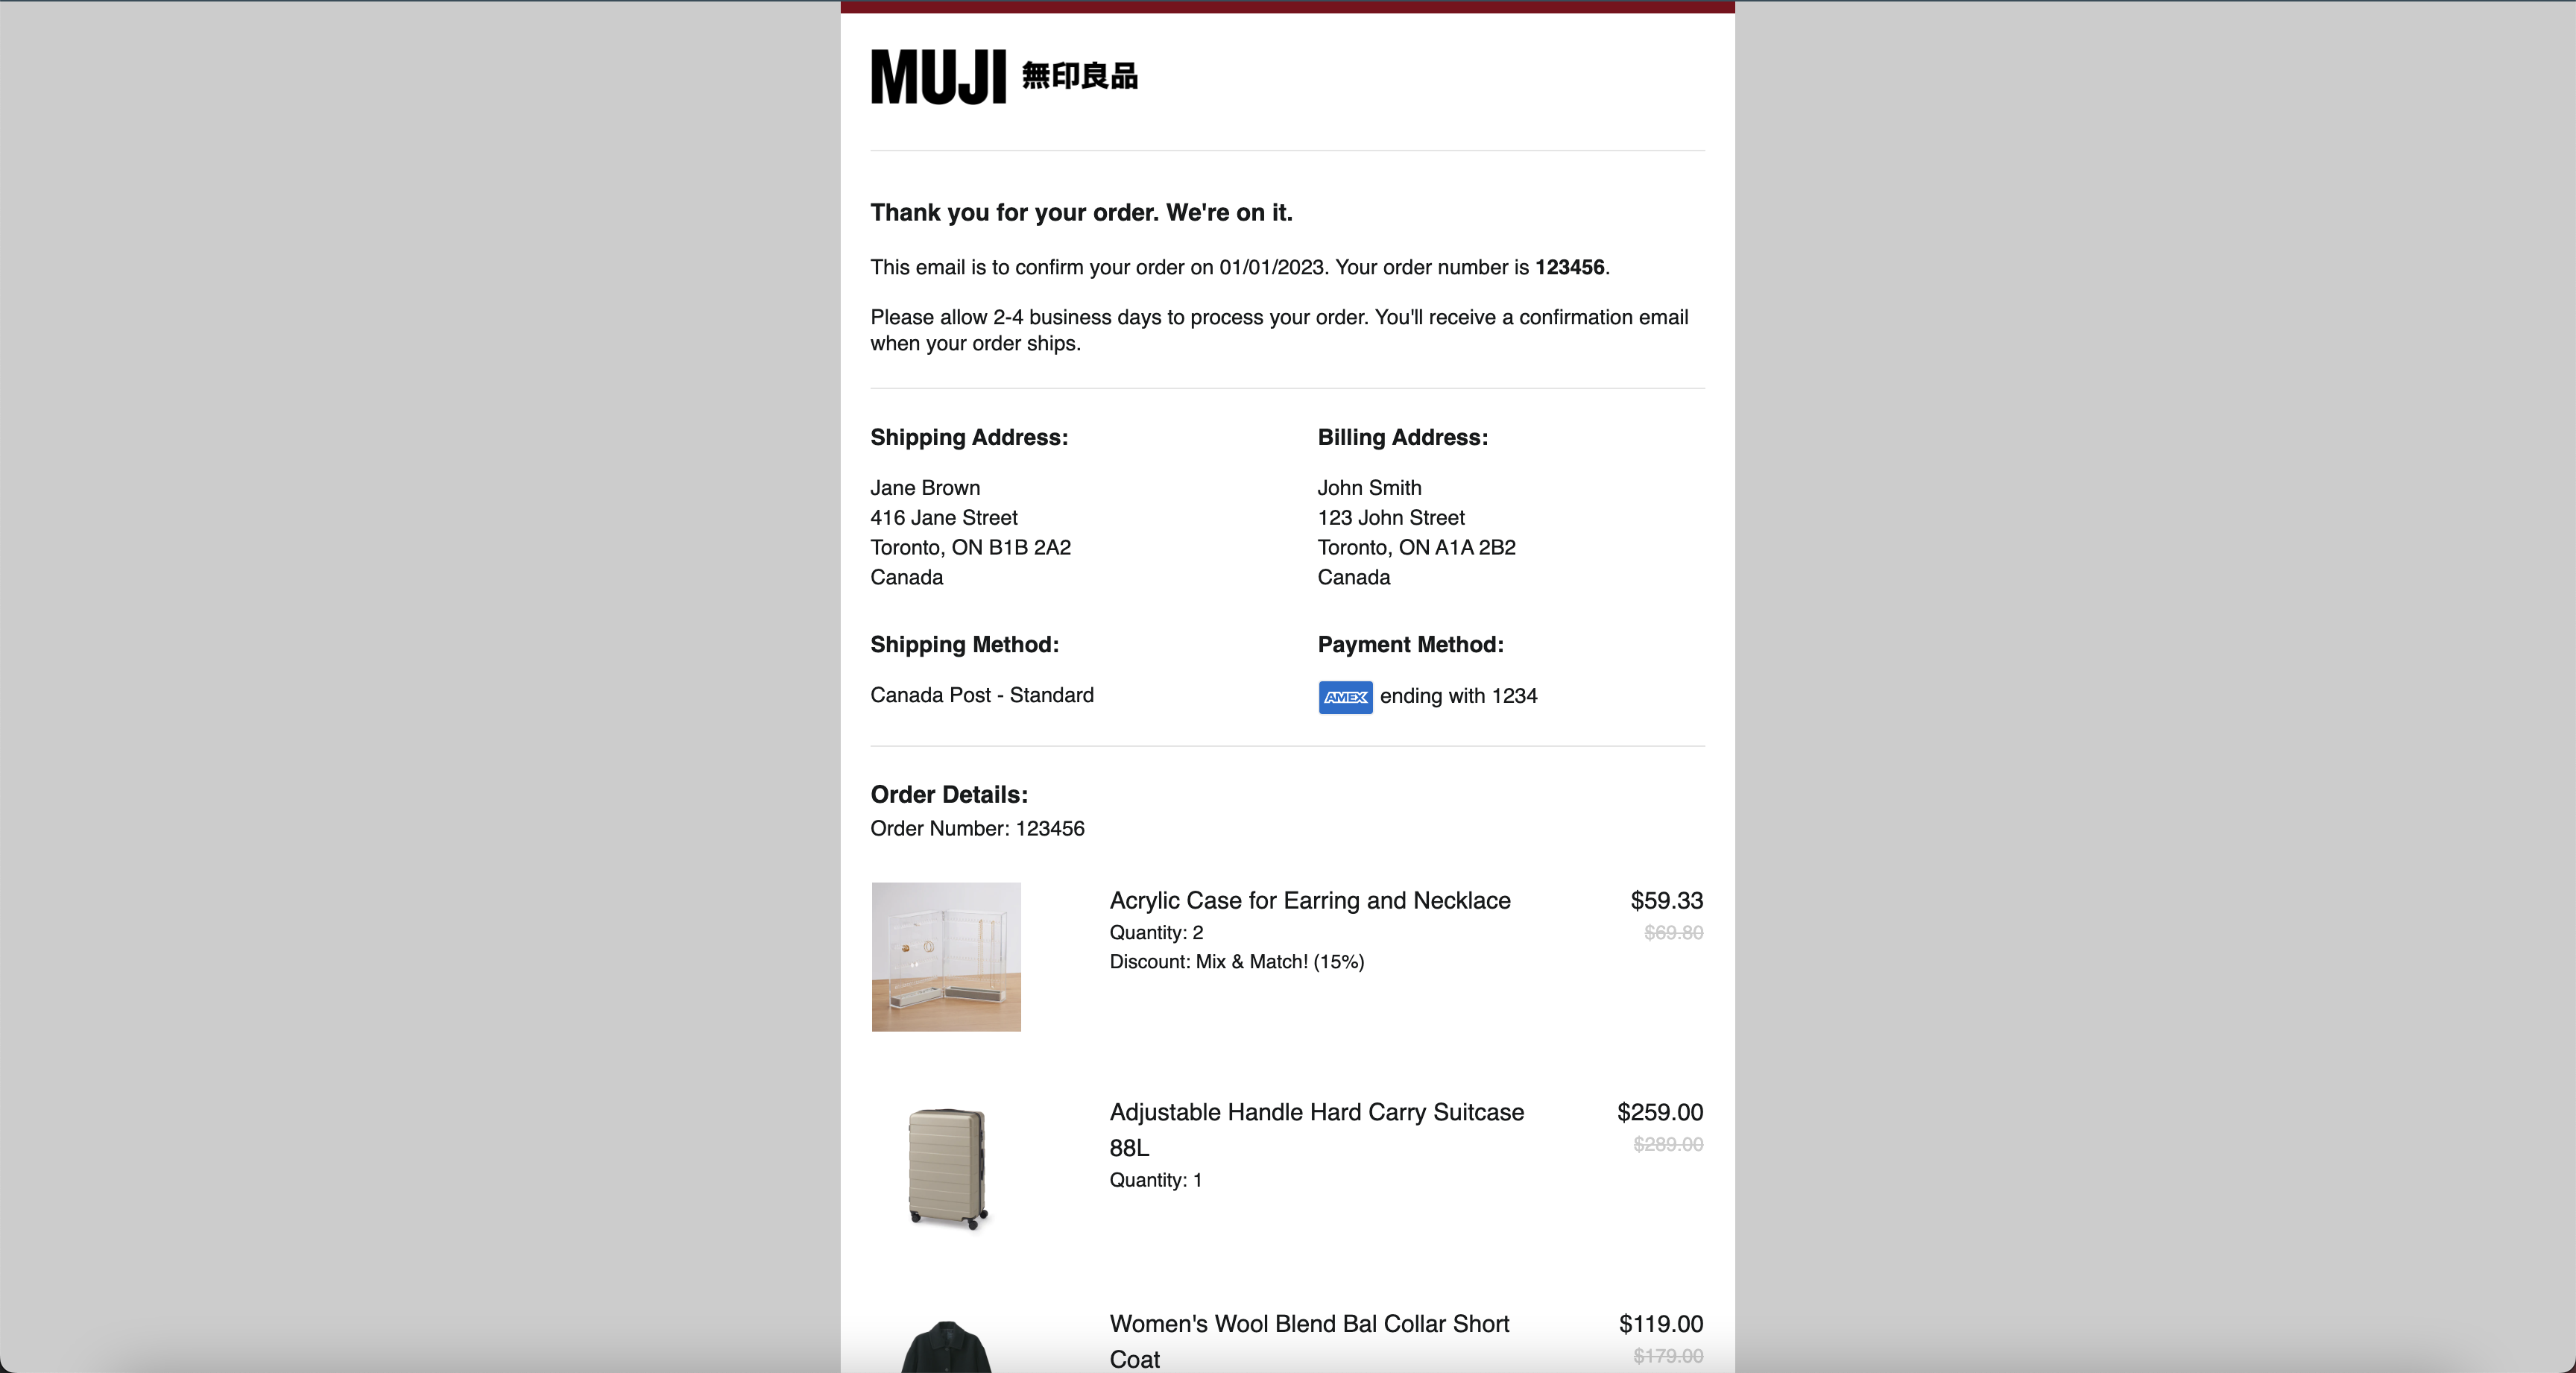 MUJI 無印良品
Thank you for your order. We're on it.
This email is to confirm your order on 01/01/2023. Your order number is 123456.
Please allow 2-4 business days to process your order. You'll receive a confirmation email
when your order ships.
Shipping Address:
Jane Brown
416 Jane Street
Toronto, ON B1B 2A2
Canada
Billing Address:
John Smith
123 John Street
Toronto, ON A1A 2B2
Canada
Shipping Method:
Canada Post - Standard
Payment Method:
AMEX ending with 1234
Order Details:
Order Number: 123456
Acrylic Case for Earring and Necklace
Quantity: 2
Discount: Mix & Match! (15%)
$59.33
$69.80
Adjustable Handle Hard Carry Suitcase
88L
Quantity: 1
$259.00
$289.00
Women's Wool Blend Bal Collar Short
Coat
$119.00
$179.00